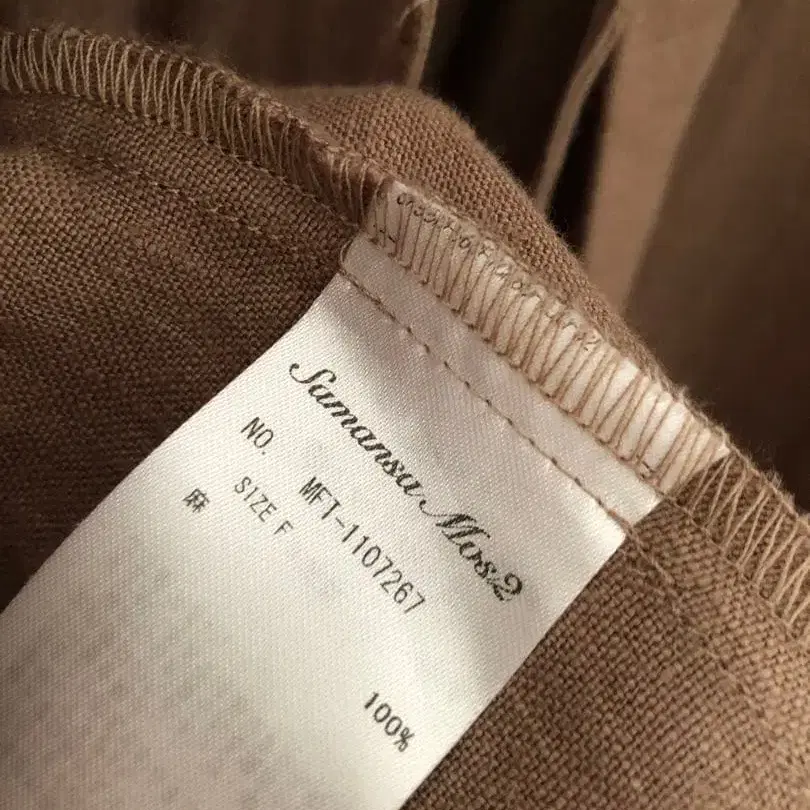 Samansa Mos2
NO. MFT-1107267
SIZE F
麻 100%